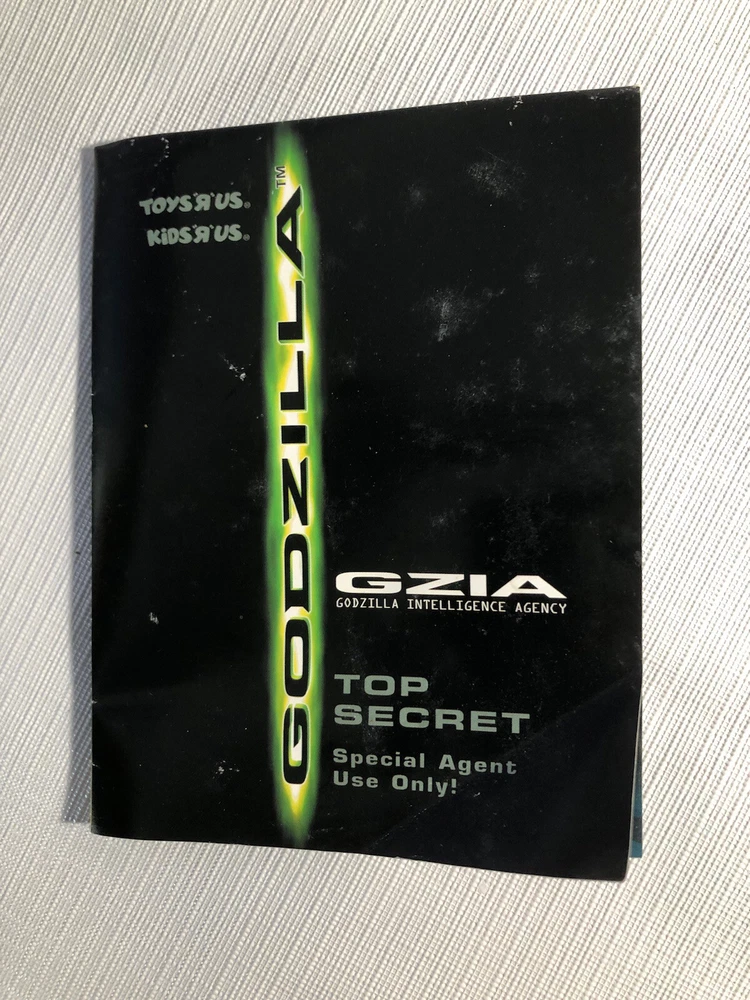 TOYS"R"US®
KiDS"R"US®
GODZILLA™
GZIA
GODZILLA INTELLIGENCE AGENCY
TOP
SECRET
Special Agent
Use Only!